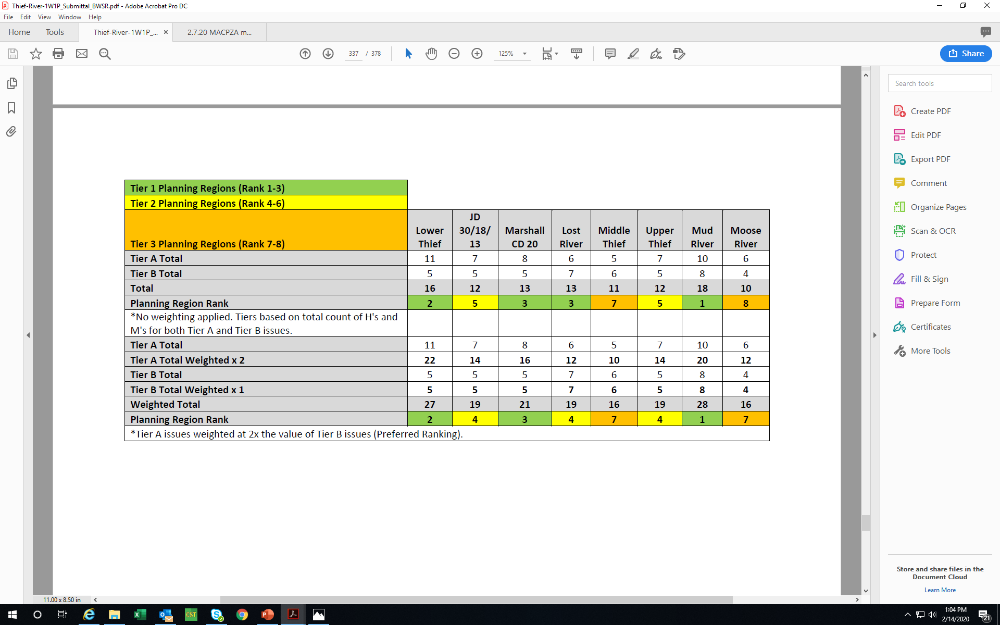 Thief-River-1W1P_Submittal_BWSR.pdf - Adobe Acrobat Pro DC
File Edit View Window Help
Home Tools Thief-River-1W1P_... × 2.7.20 MACPZA m...
337 / 378 125% Share
Search tools
Create PDF
Edit PDF
Export PDF
Comment
Organize Pages
Scan & OCR
Protect
Fill & Sign
Prepare Form
Certificates
More Tools
Store and share files in the
Document Cloud
Learn More
Tier 1 Planning Regions (Rank 1-3)
Tier 2 Planning Regions (Rank 4-6)
Tier 3 Planning Regions (Rank 7-8) Lower Thief JD 30/18/ 13 Marshall CD 20 Lost River Middle Thief Upper Thief Mud River Moose River
Tier A Total 11 7 8 6 5 7 10 6
Tier B Total 5 5 5 7 6 5 8 4
Total 16 12 13 13 11 12 18 10
Planning Region Rank 2 5 3 3 7 5 1 8
*No weighting applied. Tiers based on total count of H's and
M's for both Tier A and Tier B issues.
Tier A Total 11 7 8 6 5 7 10 6
Tier A Total Weighted x 2 22 14 16 12 10 14 20 12
Tier B Total 5 5 5 7 6 5 8 4
Tier B Total Weighted x 1 5 5 5 7 6 5 8 4
Weighted Total 27 19 21 19 16 19 28 16
Planning Region Rank 2 4 3 4 7 4 1 7
*Tier A issues weighted at 2x the value of Tier B issues (Preferred Ranking).
11.00 x 8.50 in
CST
1:04 PM
2/14/2020
21